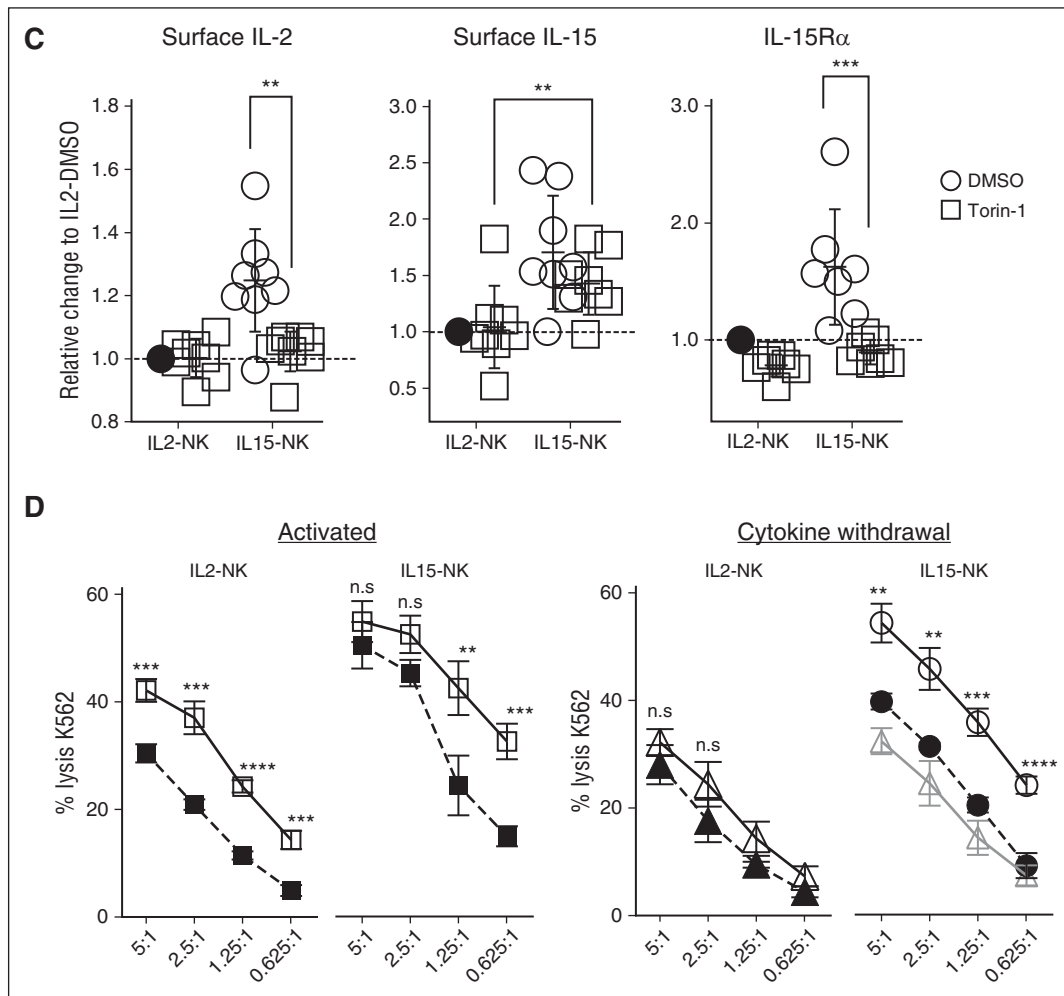 C
Surface IL-2
Surface IL-15
IL-15Rα
Relative change to IL2-DMSO
1.8
1.6
1.4
1.2
1.0
0.8
**
IL2-NK
IL15-NK
3.0
2.5
2.0
1.5
1.0
0.5
**
IL2-NK
IL15-NK
3.0
2.0
1.0
***
IL2-NK
IL15-NK
DMSO
Torin-1
D
Activated
Cytokine withdrawal
IL2-NK
IL15-NK
IL2-NK
IL15-NK
% lysis K562
60
40
20
0
***
***
****
***
5:1
2.5:1
1.25:1
0.625:1
n.s
n.s
**
***
5:1
2.5:1
1.25:1
0.625:1
% lysis K562
60
40
20
0
n.s
n.s
5:1
2.5:1
1.25:1
0.625:1
**
**
***
****
5:1
2.5:1
1.25:1
0.625:1